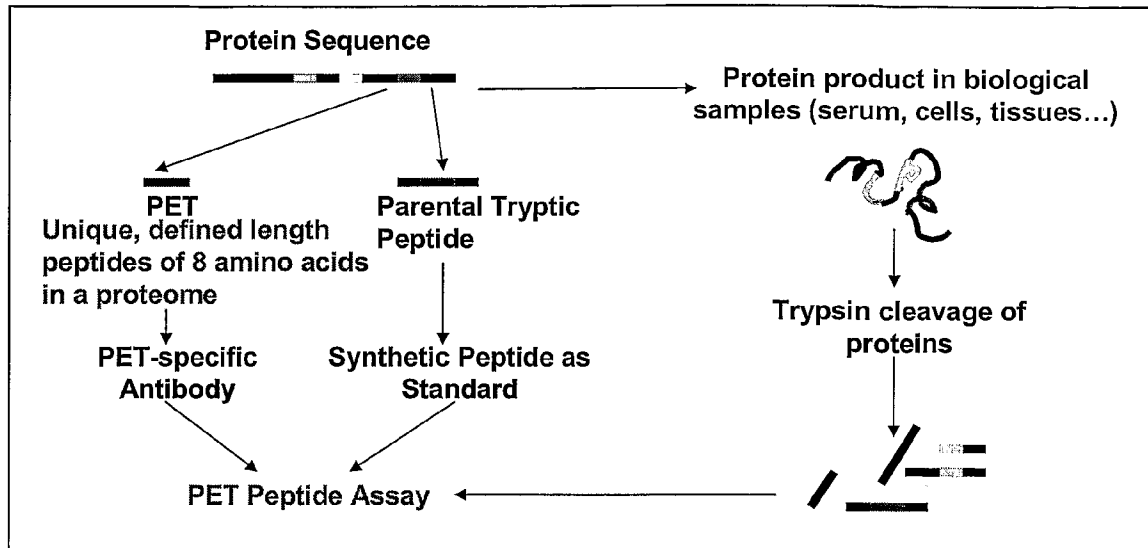 Protein Sequence
Protein product in biological
samples (serum, cells, tissues...)
PET
Unique, defined length
peptides of 8 amino acids
in a proteome
Parental Tryptic
Peptide
Trypsin cleavage of
proteins
PET-specific
Antibody
Synthetic Peptide as
Standard
PET Peptide Assay